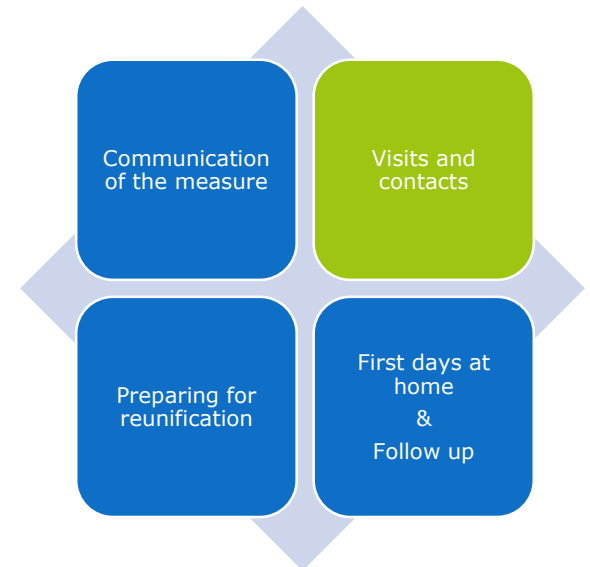 Communication
of the measure
Visits and
contacts
Preparing for
reunification
First days at
home
&
Follow up